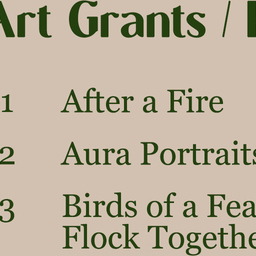 Art Grants /
1 After a Fire
2 Aura Portraits
3 Birds of a Fea
Flock Togethe